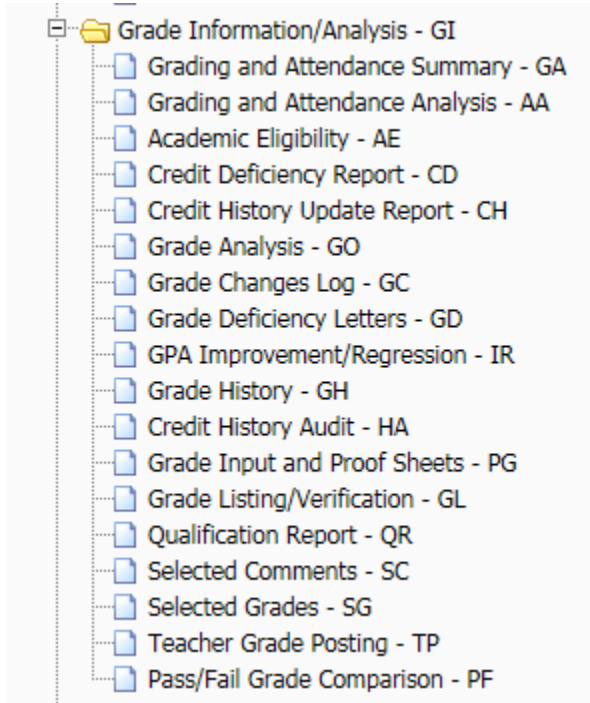 Grade Information/Analysis - GI
Grading and Attendance Summary - GA
Grading and Attendance Analysis - AA
Academic Eligibility - AE
Credit Deficiency Report - CD
Credit History Update Report - CH
Grade Analysis - GO
Grade Changes Log - GC
Grade Deficiency Letters - GD
GPA Improvement/Regression - IR
Grade History - GH
Credit History Audit - HA
Grade Input and Proof Sheets - PG
Grade Listing/Verification - GL
Qualification Report - QR
Selected Comments - SC
Selected Grades - SG
Teacher Grade Posting - TP
Pass/Fail Grade Comparison - PF